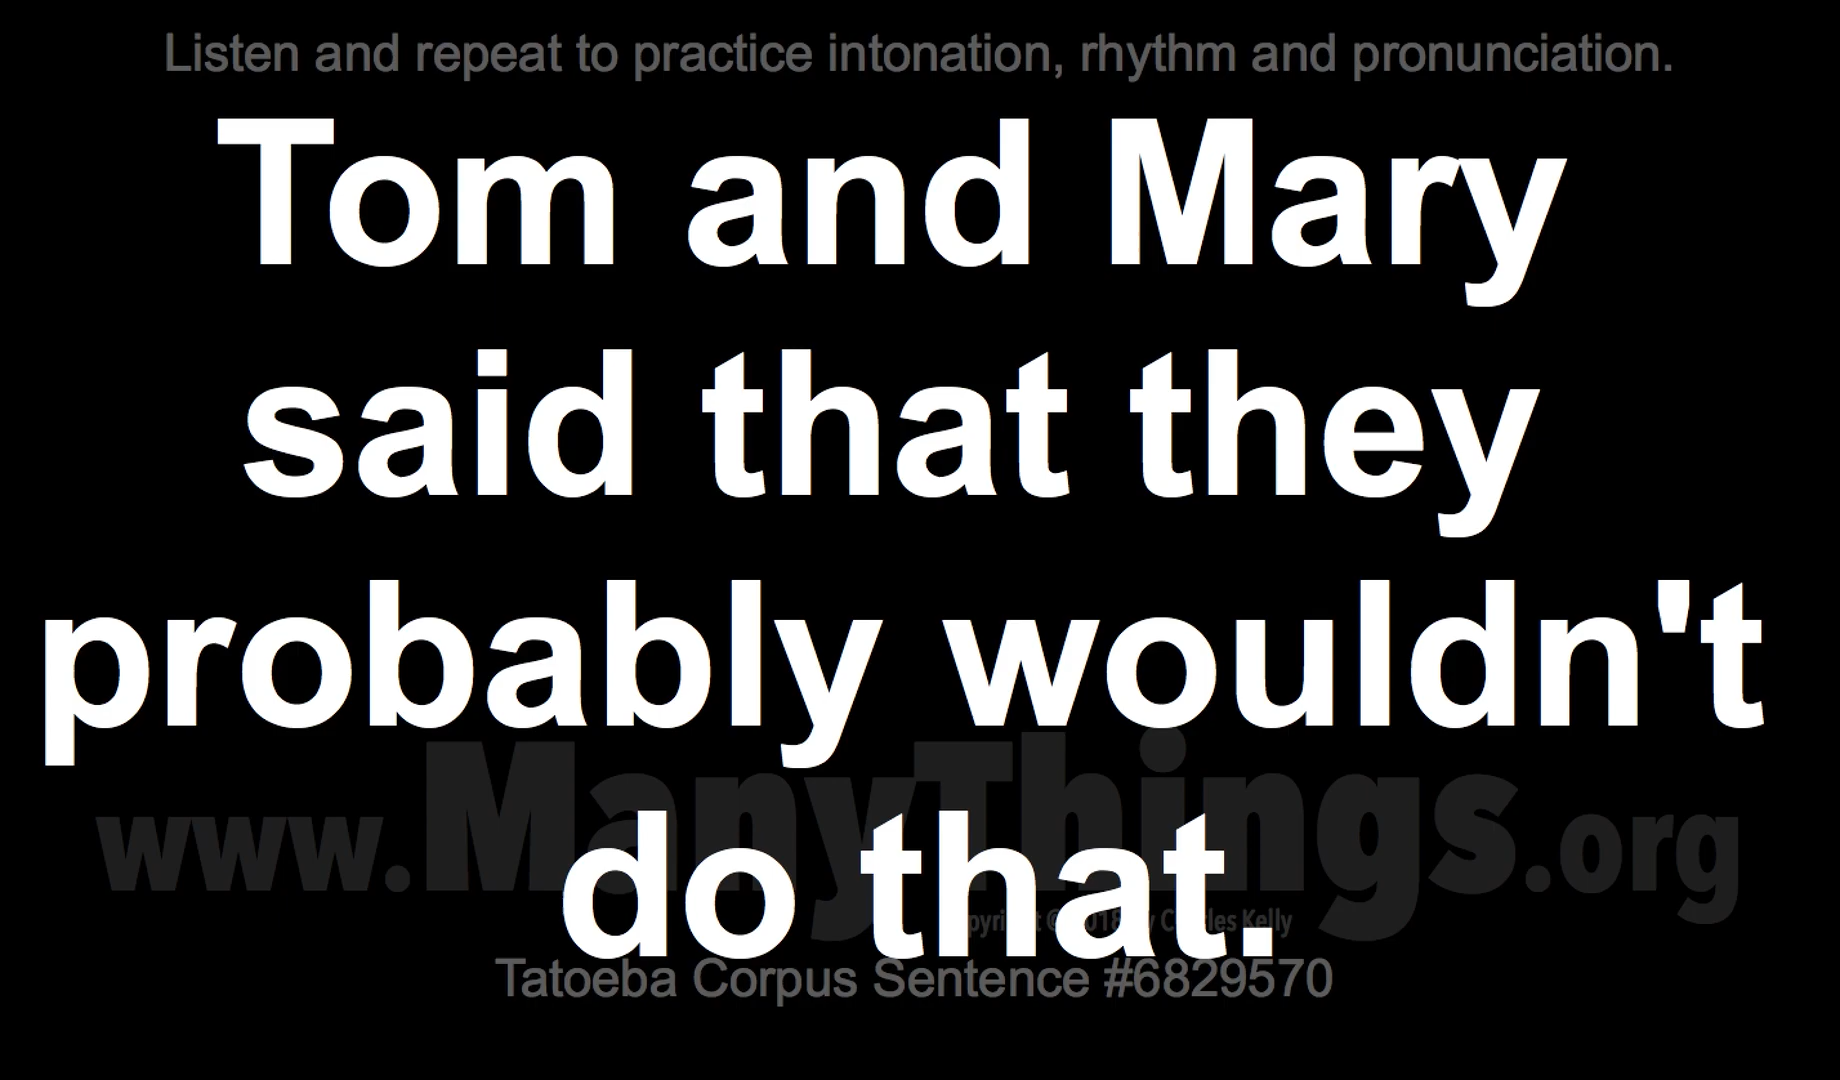 Listen and repeat to practice intonation, rhythm and pronunciation.
Tom and Mary
said that they
probably wouldn't
do that.
www.ManyThings.org
Kelly
Tatoeba Corpus Sentence #6829570